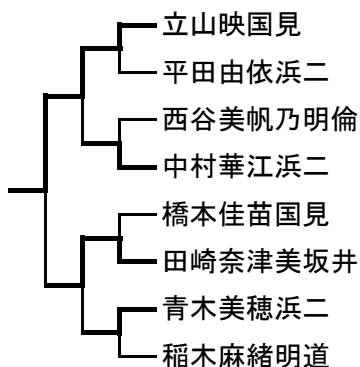 立山映国見
平田由依浜二
西谷美帆乃明倫
中村華江浜二
橋本佳苗国見
田崎奈津美坂井
青木美穂浜二
稲木麻緒明道